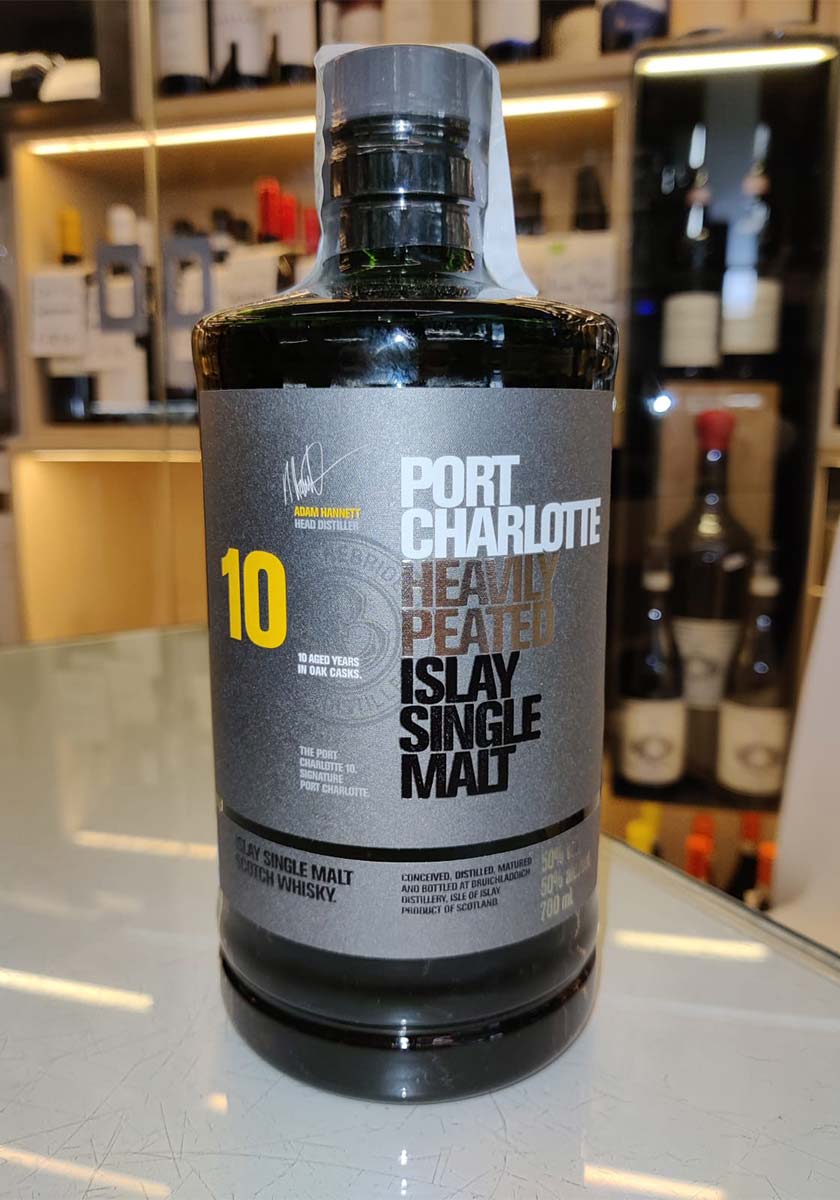 ADAM HANNETT
HEAD DISTILLER
10
10 AGED YEARS
IN OAK CASKS.
THE PORT
CHARLOTTE 10.
SIGNATURE
PORT CHARLOTTE
PORT
CHARLOTTE
HEAVILY
PEATED
ISLAY
SINGLE
MALT
ISLAY SINGLE MALT
SCOTCH WHISKY.
CONCEIVED, DISTILLED, MATURED
AND BOTTLED AT BRUICHLADDICH
DISTILLERY, ISLE OF ISLAY.
PRODUCT OF SCOTLAND.
50%
50%
700 mL